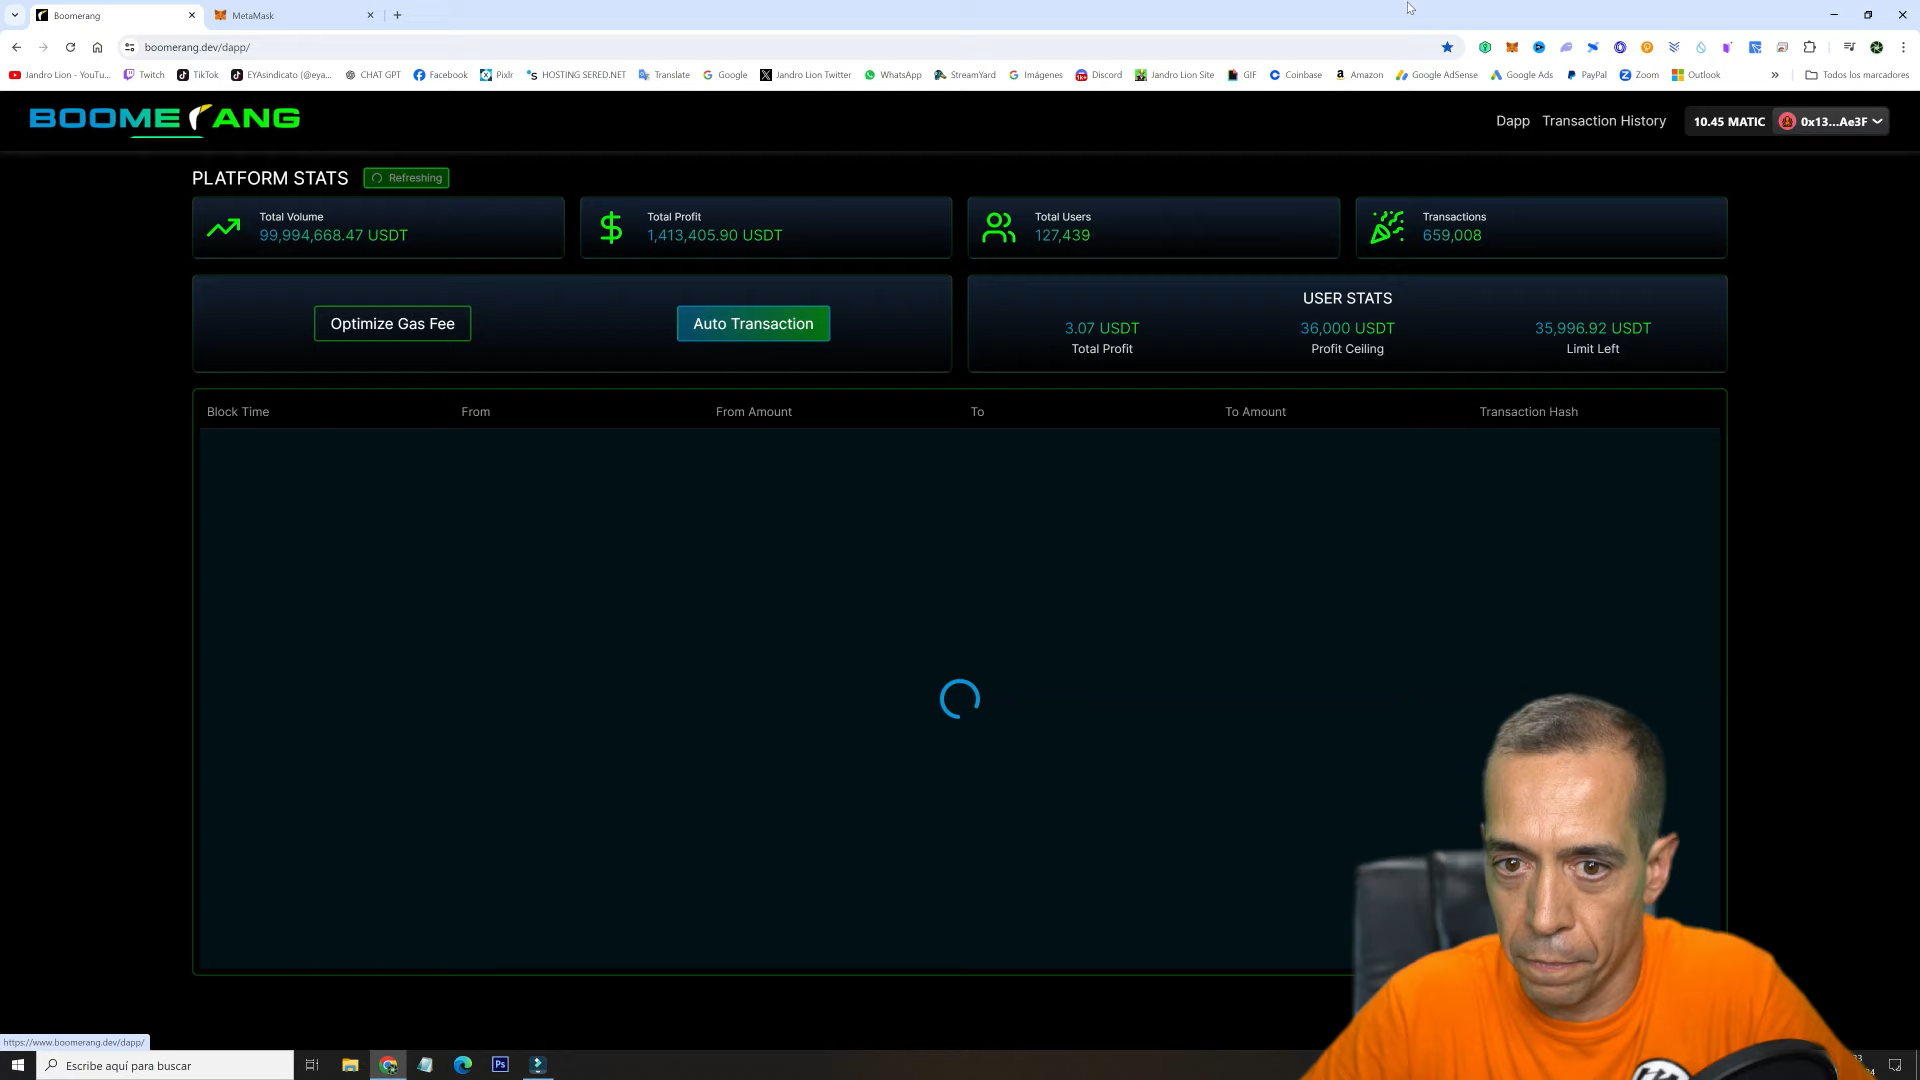 Boomerang
MetaMask
boomerang.dev/dapp/
Jandro Lion - YouTu...
Twitch
TikTok
EYAsindicato (@eya...
CHAT GPT
Facebook
Pixlr
HOSTING SERED.NET
Translate
Google
Jandro Lion Twitter
WhatsApp
StreamYard
Imágenes
Discord
Jandro Lion Site
GIF
Coinbase
Amazon
Google AdSense
Google Ads
PayPal
Zoom
Outlook
Todos los marcadores
BOOMERANG
Dapp
Transaction History
10.45 MATIC
0x13...Ae3F
PLATFORM STATS
Refreshing
Total Volume
99,994,668.47 USDT
Total Profit
1,413,405.90 USDT
Total Users
127,439
Transactions
659,008
Optimize Gas Fee
Auto Transaction
USER STATS
3.07 USDT
Total Profit
36,000 USDT
Profit Ceiling
35,996.92 USDT
Limit Left
Block Time
From
From Amount
To
To Amount
Transaction Hash
https://www.boomerang.dev/dapp/
Escribe aquí para buscar
Ps